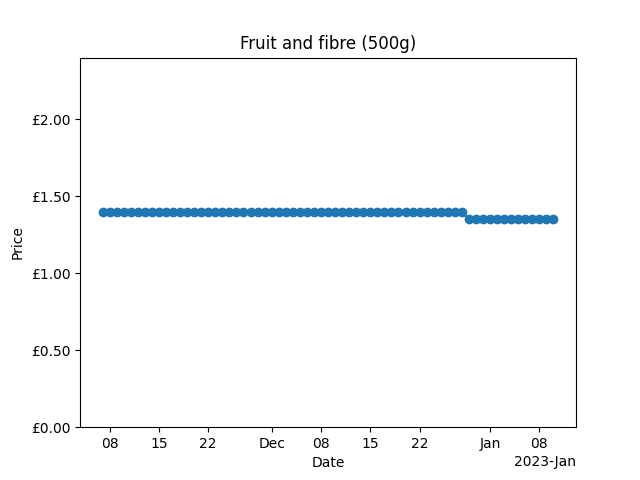 Fruit and fibre (500g)
£2.00
£1.50
£1.00
£0.50
£0.00
Price
08 15 22 Dec 08 15 22 Jan 08
Date
2023-Jan